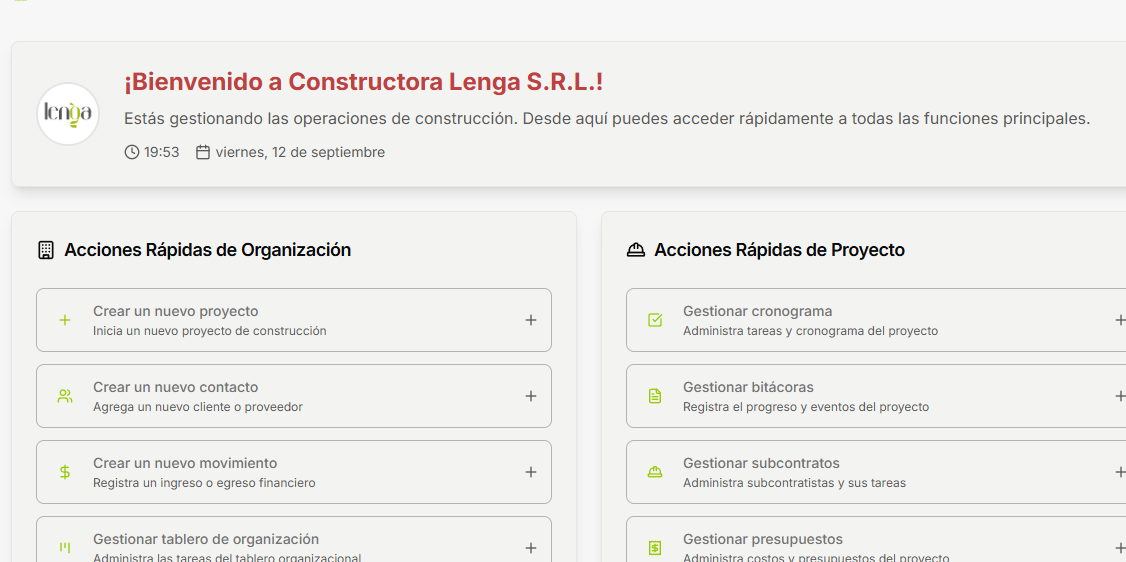 ¡Bienvenido a Constructora Lenga S.R.L.!
lenga
Estás gestionando las operaciones de construcción. Desde aquí puedes acceder rápidamente a todas las funciones principales.
19:53 viernes, 12 de septiembre
Acciones Rápidas de Organización
Crear un nuevo proyecto
Inicia un nuevo proyecto de construcción
Crear un nuevo contacto
Agrega un nuevo cliente o proveedor
Crear un nuevo movimiento
Registra un ingreso o egreso financiero
Gestionar tablero de organización
Administra las tareas del tablero organizacional
Acciones Rápidas de Proyecto
Gestionar cronograma
Administra tareas y cronograma del proyecto
Gestionar bitácoras
Registra el progreso y eventos del proyecto
Gestionar subcontratos
Administra subcontratistas y sus tareas
Gestionar presupuestos
Administra costos y presupuestos del proyecto